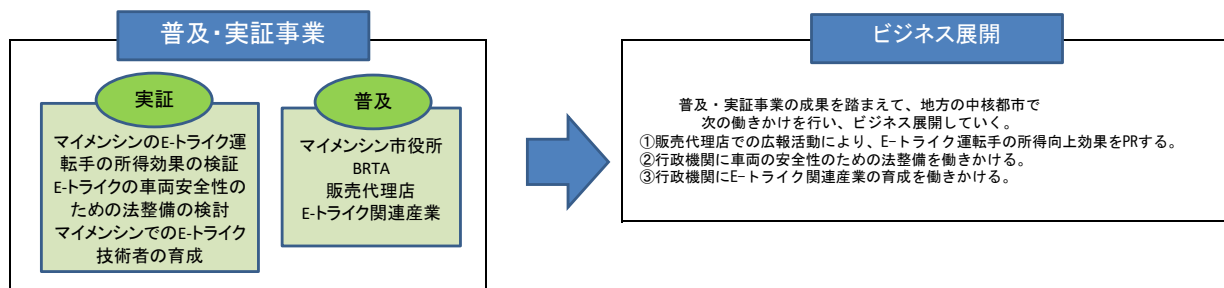 普及・実証事業
実証
マイメンシンのE-トライク運
転手の所得効果の検証
E-トライクの車両安全性の
ための法整備の検討
マイメンシンでのE-トライク
技術者の育成
普及
マイメンシン市役所
BRTA
販売代理店
E-トライク関連産業
ビジネス展開
普及・実証事業の成果を踏まえて、地方の中核都市で
次の働きかけを行い、ビジネス展開していく。
①販売代理店での広報活動により、E-トライク運転手の所得向上効果をPRする。
②行政機関に車両の安全性のための法整備を働きかける。
③行政機関にE-トライク関連産業の育成を働きかける。